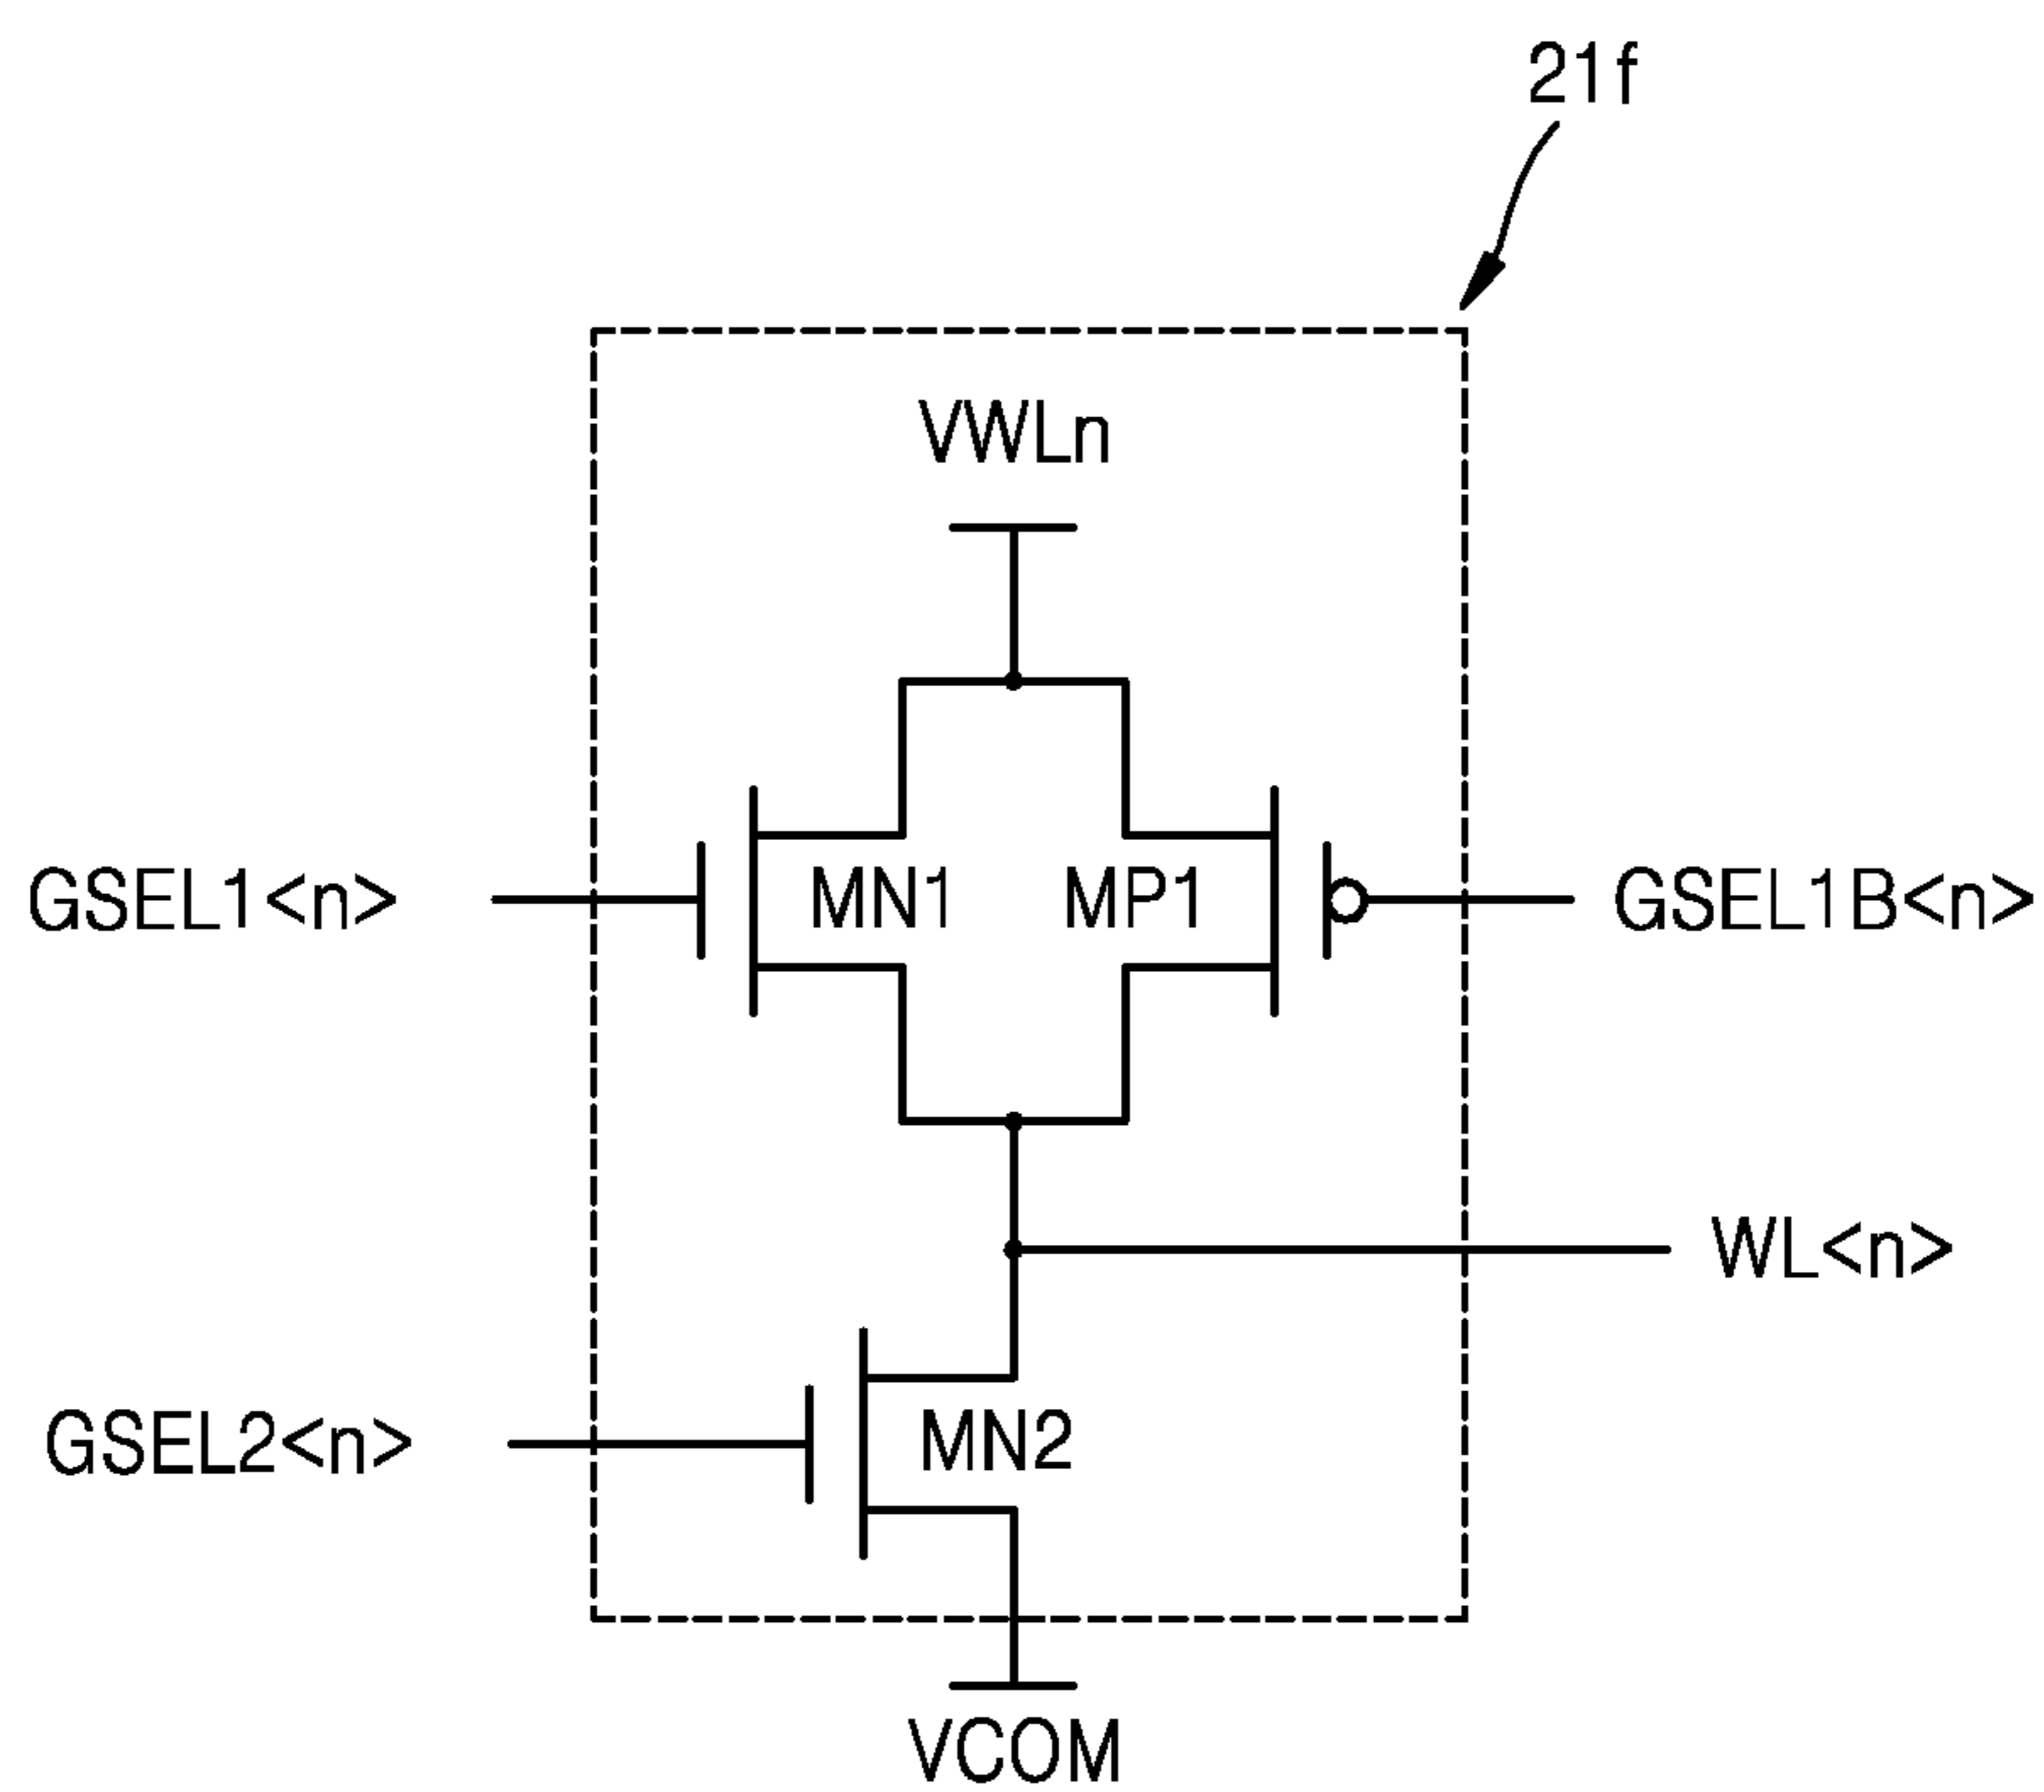 21f
VWLn
GSEL1<n>
MN1
MP1
GSEL1B<n>
WL<n>
GSEL2<n>
MN2
VCOM